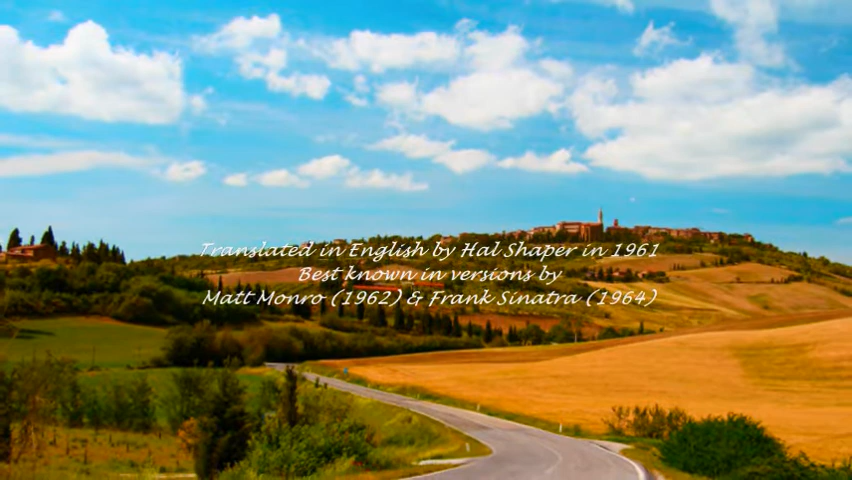 Translated in English by Hal Shaper in 1961
Best known in versions by
Matt Monro (1962) & Frank Sinatra (1964)